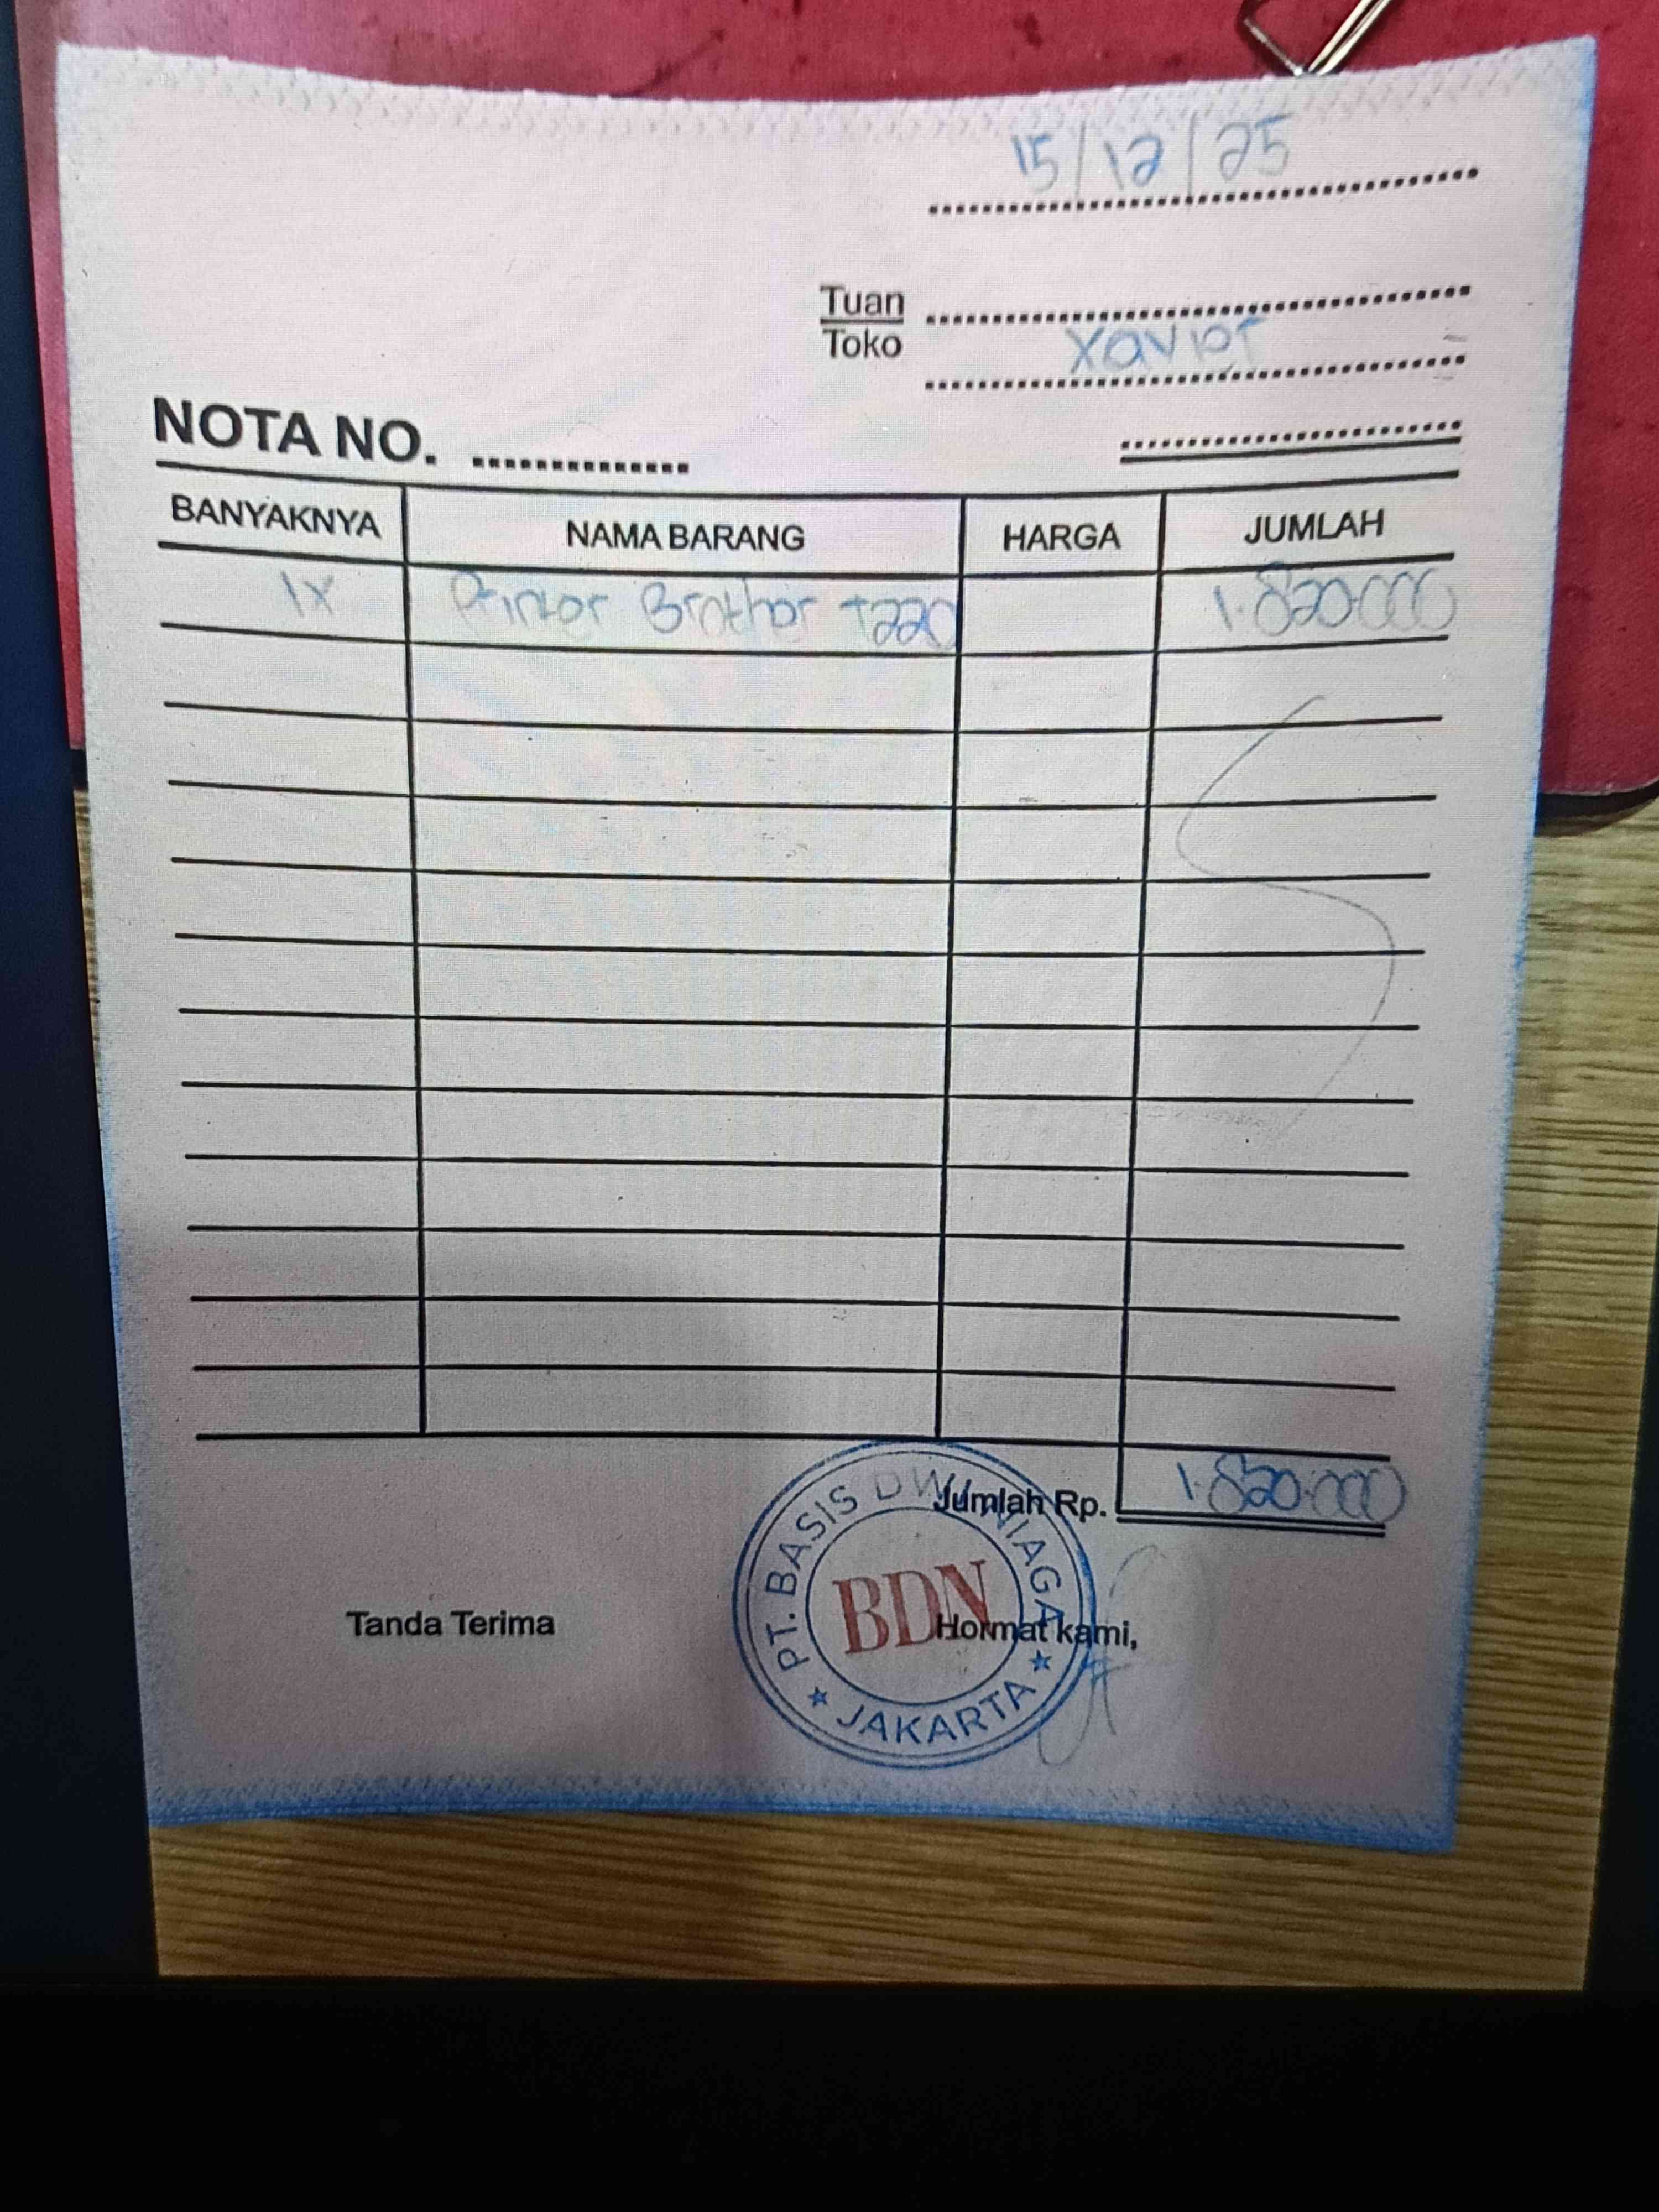 15/12/25
Tuan
Toko
Xavier
NOTA NO. ..............
BANYAKNYA NAMA BARANG HARGA JUMLAH
1x Printer Brother T220 1.820.000
Jumlah Rp. 1.820.000
PT. BASIS DWI NIAGA
BDN
JAKARTA
Tanda Terima Hormat kami,